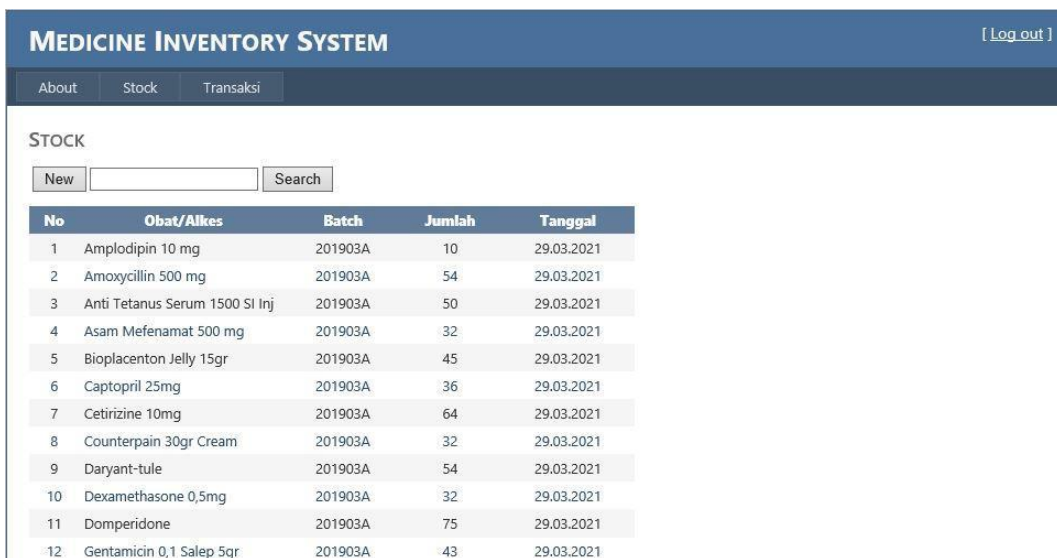 MEDICINE INVENTORY SYSTEM
[ Log out ]
About Stock Transaksi
STOCK
New Search
No Obat/Alkes Batch Jumlah Tanggal
1 Amplodipin 10 mg 201903A 10 29.03.2021
2 Amoxycillin 500 mg 201903A 54 29.03.2021
3 Anti Tetanus Serum 1500 SI Inj 201903A 50 29.03.2021
4 Asam Mefenamat 500 mg 201903A 32 29.03.2021
5 Bioplacenton Jelly 15gr 201903A 45 29.03.2021
6 Captopril 25mg 201903A 36 29.03.2021
7 Cetirizine 10mg 201903A 64 29.03.2021
8 Counterpain 30gr Cream 201903A 32 29.03.2021
9 Daryant-tule 201903A 54 29.03.2021
10 Dexamethasone 0,5mg 201903A 32 29.03.2021
11 Domperidone 201903A 75 29.03.2021
12 Gentamicin 0,1 Salep 5gr 201903A 43 29.03.2021